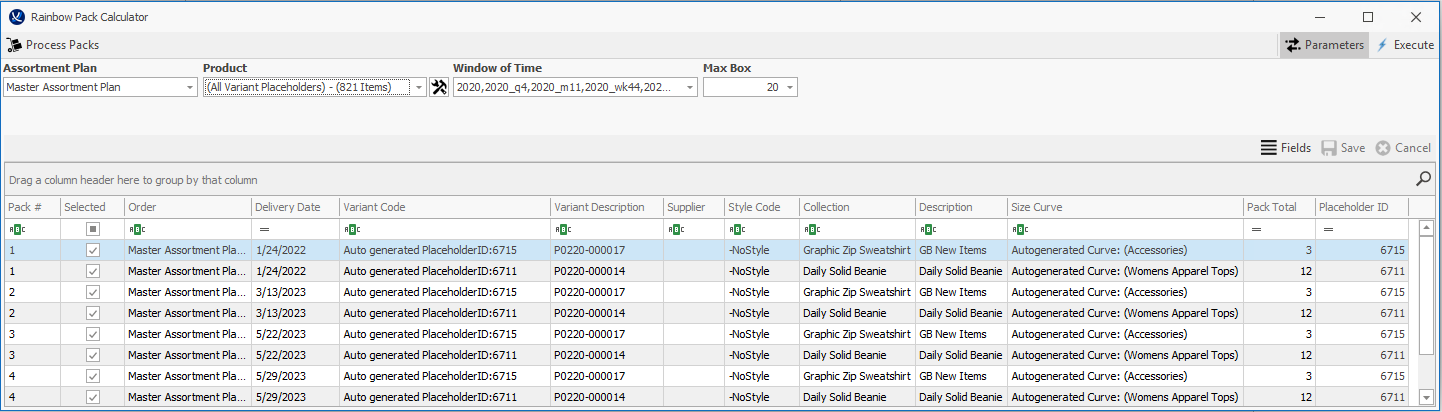 Rainbow Pack Calculator
Process Packs Parameters Execute
Assortment Plan Product Window of Time Max Box
Master Assortment Plan (All Variant Placeholders) - (821 Items) 2020,2020_q4,2020_m11,2020_wk44,202... 20
Fields Save Cancel
Drag a column header here to group by that column
Pack # Selected Order Delivery Date Variant Code Variant Description Supplier Style Code Collection Description Size Curve Pack Total Placeholder ID
ABC ABC = ABC ABC ABC ABC ABC ABC ABC = =
1 Master Assortment Pla... 1/24/2022 Auto generated PlaceholderID:6715 P0220-000017 -NoStyle Graphic Zip Sweatshirt GB New Items Autogenerated Curve: (Accessories) 3 6715
1 Master Assortment Pla... 1/24/2022 Auto generated PlaceholderID:6711 P0220-000014 -NoStyle Daily Solid Beanie Daily Solid Beanie Autogenerated Curve: (Womens Apparel Tops) 12 6711
2 Master Assortment Pla... 3/13/2023 Auto generated PlaceholderID:6715 P0220-000017 -NoStyle Graphic Zip Sweatshirt GB New Items Autogenerated Curve: (Accessories) 3 6715
2 Master Assortment Pla... 3/13/2023 Auto generated PlaceholderID:6711 P0220-000014 -NoStyle Daily Solid Beanie Daily Solid Beanie Autogenerated Curve: (Womens Apparel Tops) 12 6711
3 Master Assortment Pla... 5/22/2023 Auto generated PlaceholderID:6715 P0220-000017 -NoStyle Graphic Zip Sweatshirt GB New Items Autogenerated Curve: (Accessories) 3 6715
3 Master Assortment Pla... 5/22/2023 Auto generated PlaceholderID:6711 P0220-000014 -NoStyle Daily Solid Beanie Daily Solid Beanie Autogenerated Curve: (Womens Apparel Tops) 12 6711
4 Master Assortment Pla... 5/29/2023 Auto generated PlaceholderID:6715 P0220-000017 -NoStyle Graphic Zip Sweatshirt GB New Items Autogenerated Curve: (Accessories) 3 6715
4 Master Assortment Pla... 5/29/2023 Auto generated PlaceholderID:6711 P0220-000014 -NoStyle Daily Solid Beanie Daily Solid Beanie Autogenerated Curve: (Womens Apparel Tops) 12 6711